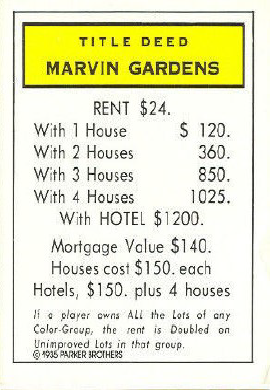 TITLE DEED
MARVIN GARDENS
RENT $24.
With 1 House $ 120.
With 2 Houses 360.
With 3 Houses 850.
With 4 Houses 1025.
With HOTEL $1200.
Mortgage Value $140.
Houses cost $150. each
Hotels, $150. plus 4 houses
If a player owns ALL the Lots of any
Color-Group, the rent is Doubled on
Unimproved Lots in that group.
© 1935 PARKER BROTHERS